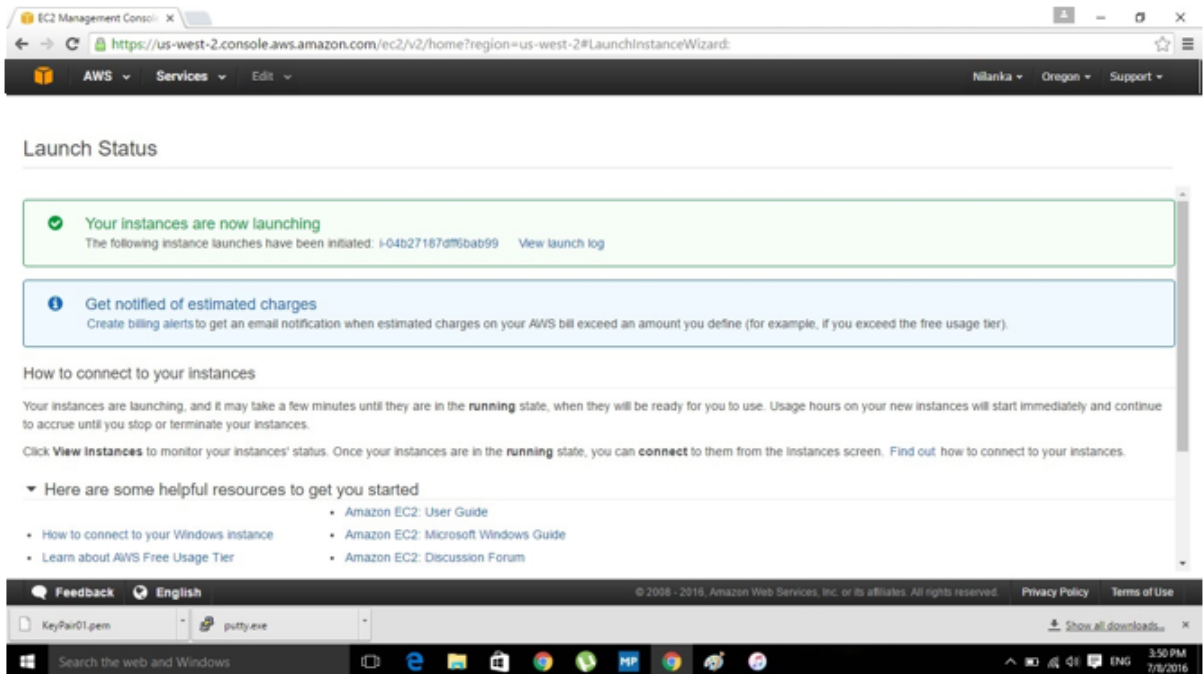 EC2 Management Consol
https://us-west-2.console.aws.amazon.com/ec2/v2/home?region=us-west-2#LaunchInstanceWizard:
AWS Services Edit Nilanka Oregon Support
Launch Status
Your instances are now launching
The following instance launches have been initiated: i-04b27187dff6bab99 View launch log
Get notified of estimated charges
Create billing alerts to get an email notification when estimated charges on your AWS bill exceed an amount you define (for example, if you exceed the free usage tier).
How to connect to your instances
Your instances are launching, and it may take a few minutes until they are in the running state, when they will be ready for you to use. Usage hours on your new instances will start immediately and continue
to accrue until you stop or terminate your instances.
Click View Instances to monitor your instances' status. Once your instances are in the running state, you can connect to them from the Instances screen. Find out how to connect to your instances.
Here are some helpful resources to get you started
• Amazon EC2: User Guide
• How to connect to your Windows instance • Amazon EC2: Microsoft Windows Guide
• Learn about AWS Free Usage Tier • Amazon EC2: Discussion Forum
Feedback English © 2008 - 2016, Amazon Web Services, Inc. or its affiliates. All rights reserved. Privacy Policy Terms of Use
KeyPair01.pem putty.exe Show all downloads...
Search the web and Windows MP ENG 3:50 PM
7/8/2016